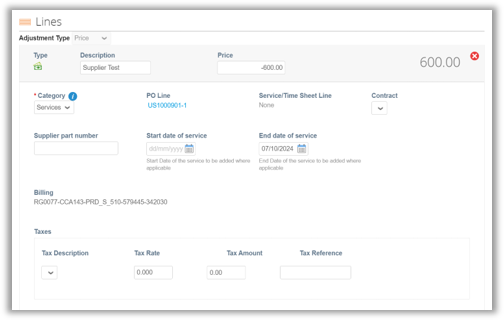 Lines
Adjustment Type Price
Type Description Price
Supplier Test -600.00 600.00
* Category i PO Line Service/Time Sheet Line Contract
Services US1000901-1 None
Supplier part number Start date of service End date of service
dd/mm/yyyy 07/10/2024
Start Date of the service to be added where applicable
End Date of the service to be added where applicable
Billing
RG0077-CCA143-PRD_S_510-579445-342030
Taxes
Tax Description Tax Rate Tax Amount Tax Reference
0.000 0.00